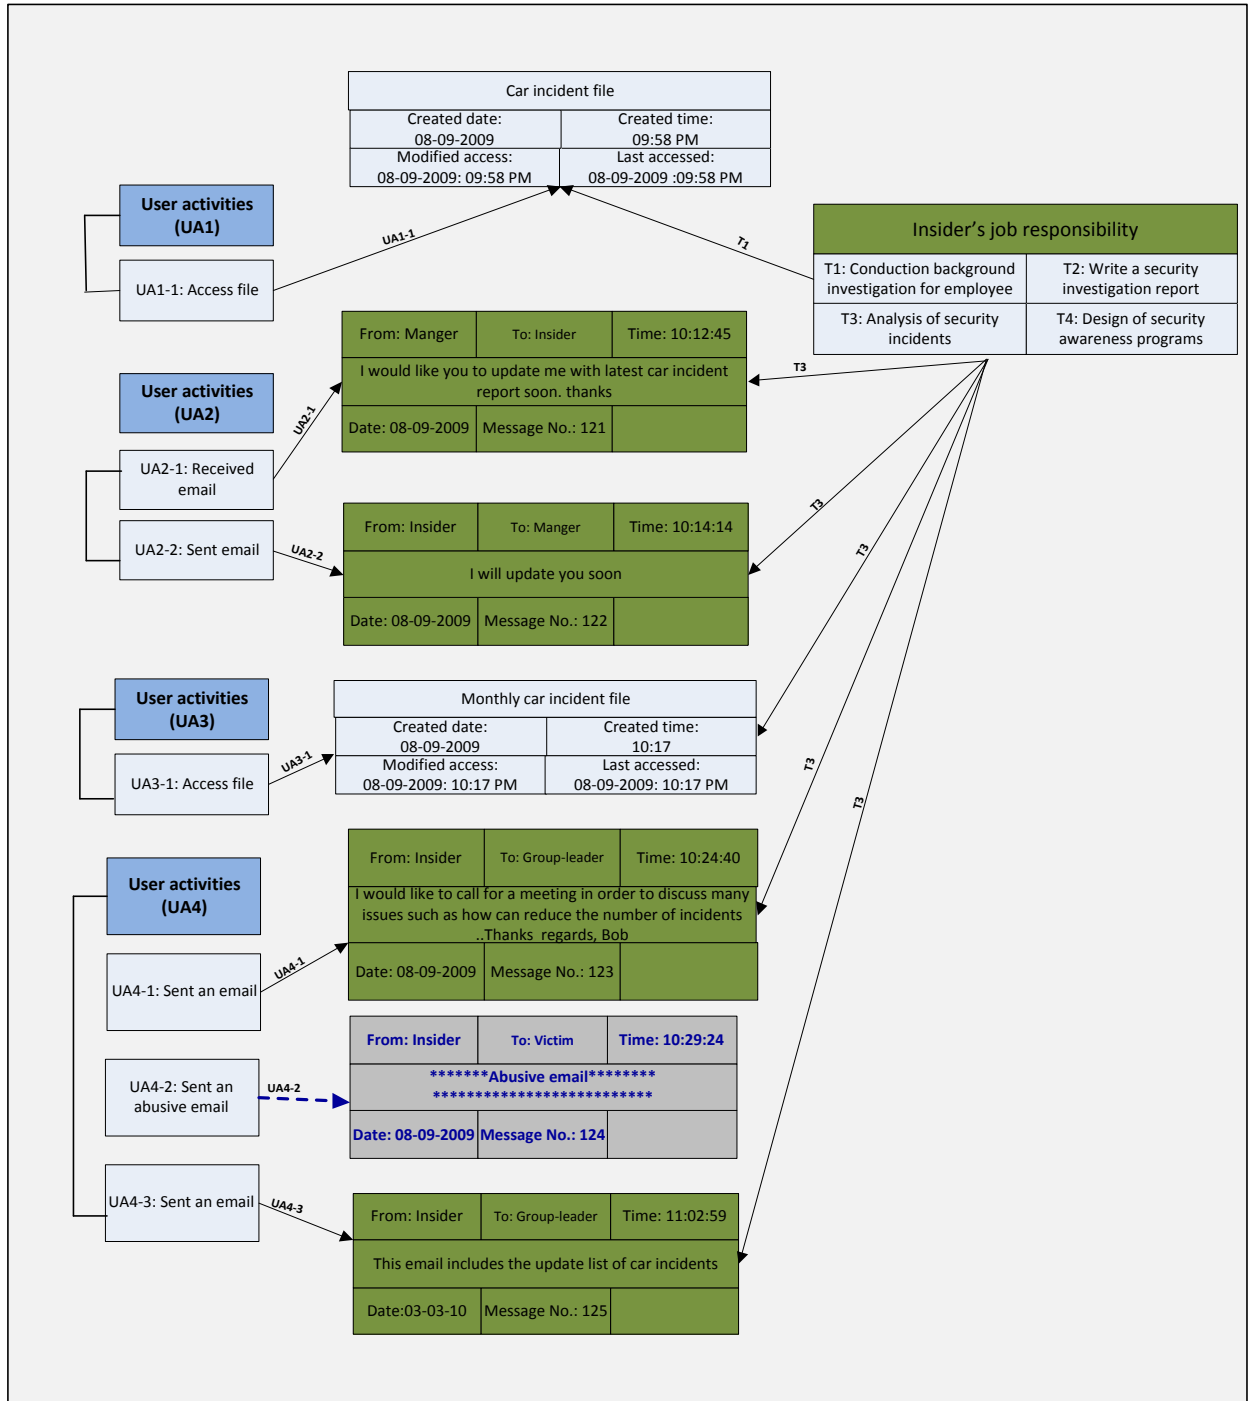 Car incident file
Created date:
08-09-2009
Created time:
09:58 PM
Modified access:
08-09-2009: 09:58 PM
Last accessed:
08-09-2009 :09:58 PM
User activities
(UA1)
UA1-1: Access file
UA1-1
T1
Insider's job responsibility
T1: Conduction background
investigation for employee
T2: Write a security
investigation report
T3: Analysis of security
incidents
T4: Design of security
awareness programs
From: Manger
To: Insider
Time: 10:12:45
I would like you to update me with latest car incident
report soon. thanks
Date: 08-09-2009
Message No.: 121
T3
User activities
(UA2)
UA2-1: Received
email
UA2-1
UA2-2: Sent email
UA2-2
From: Insider
To: Manger
Time: 10:14:14
I will update you soon
Date: 08-09-2009
Message No.: 122
T3
T3
User activities
(UA3)
UA3-1: Access file
UA3-1
Monthly car incident file
Created date:
08-09-2009
Created time:
10:17
Modified access:
08-09-2009: 10:17 PM
Last accessed:
08-09-2009: 10:17 PM
T3
T3
User activities
(UA4)
UA4-1: Sent an email
UA4-1
From: Insider
To: Group-leader
Time: 10:24:40
I would like to call for a meeting in order to discuss many
issues such as how can reduce the number of incidents
..Thanks regards, Bob
Date: 08-09-2009
Message No.: 123
UA4-2: Sent an
abusive email
UA4-2
From: Insider
To: Victim
Time: 10:29:24
*******Abusive email********
**************************
Date: 08-09-2009
Message No.: 124
UA4-3: Sent an email
UA4-3
From: Insider
To: Group-leader
Time: 11:02:59
This email includes the update list of car incidents
Date:03-03-10
Message No.: 125